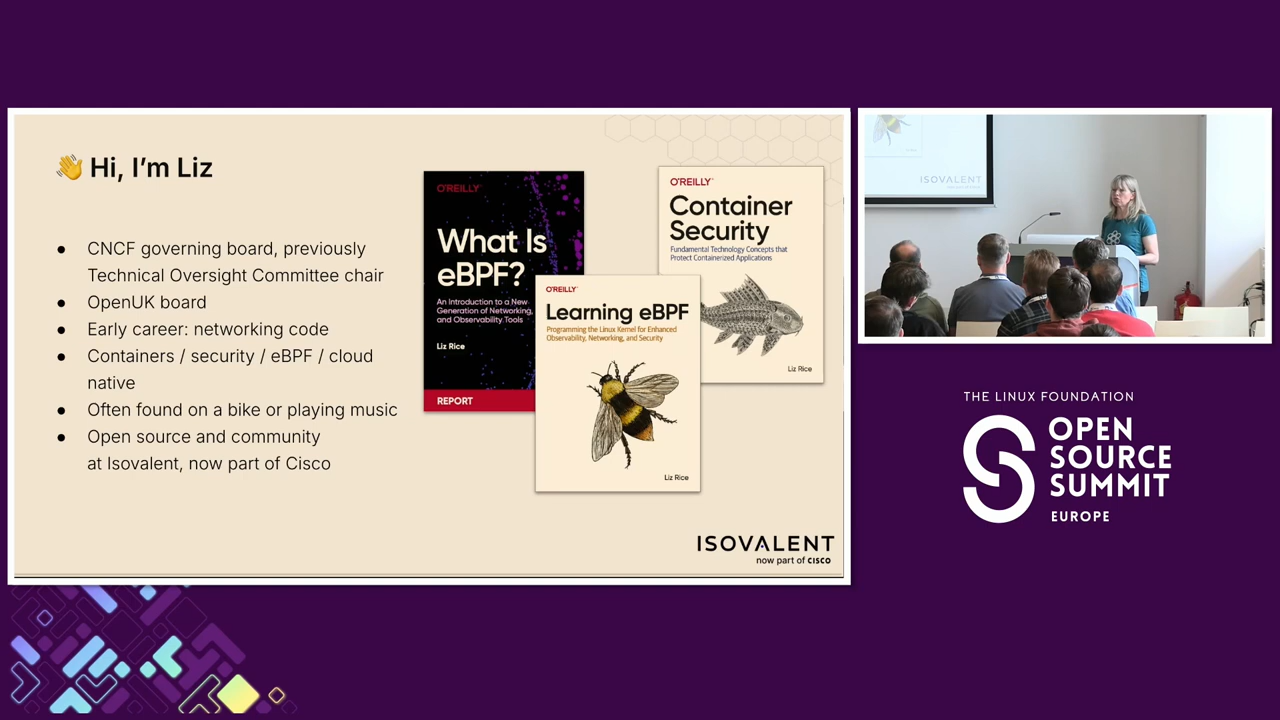 👋 Hi, I’m Liz
● CNCF governing board, previously
Technical Oversight Committee chair
● OpenUK board
● Early career: networking code
● Containers / security / eBPF / cloud
native
● Often found on a bike or playing music
● Open source and community
at Isovalent, now part of Cisco
O'REILLY
What Is
eBPF?
An Introduction to a New
Generation of Networking,
and Observability Tools
Liz Rice
REPORT
O'REILLY
Learning eBPF
Programming the Linux Kernel for Enhanced
Observability, Networking, and Security
Liz Rice
O'REILLY
Container
Security
Fundamental Technology Concepts that
Protect Containerized Applications
Liz Rice
ISOVALENT
now part of CISCO
ISOVALENT
THE LINUX FOUNDATION
OPEN
SOURCE
SUMMIT
EUROPE